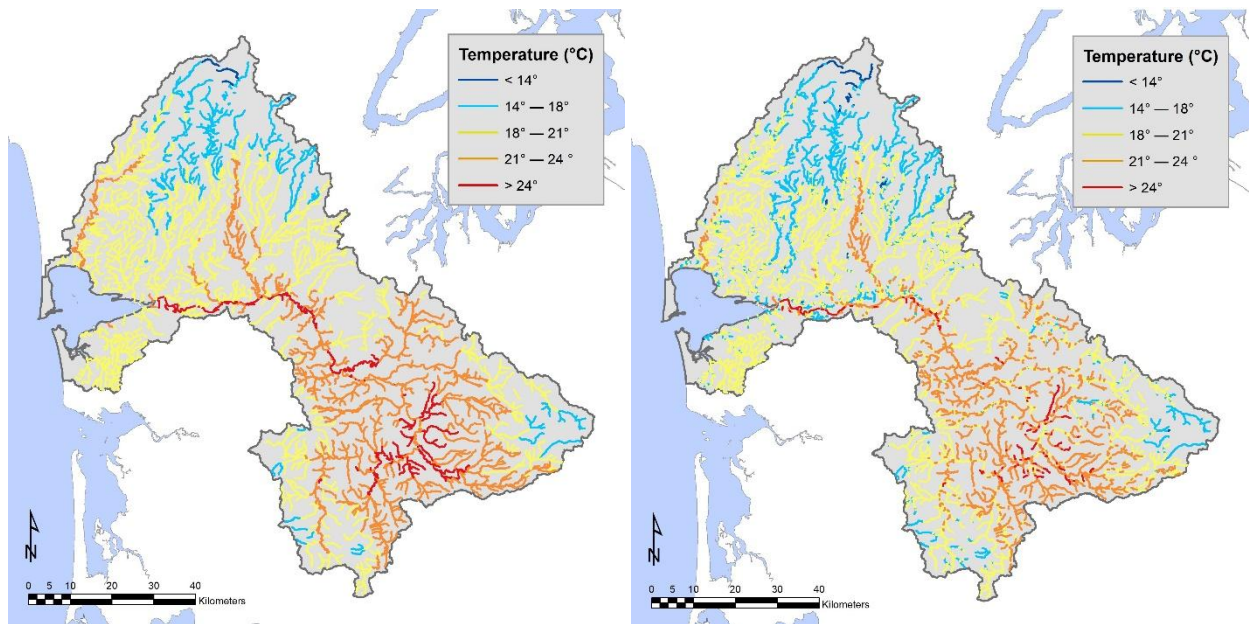 Temperature (°C)
< 14°
14° — 18°
18° — 21°
21° — 24 °
> 24°
N
0 5 10 20 30 40
Kilometers
Temperature (°C)
< 14°
14° — 18°
18° — 21°
21° — 24 °
> 24°
N
0 5 10 20 30 40
Kilometers